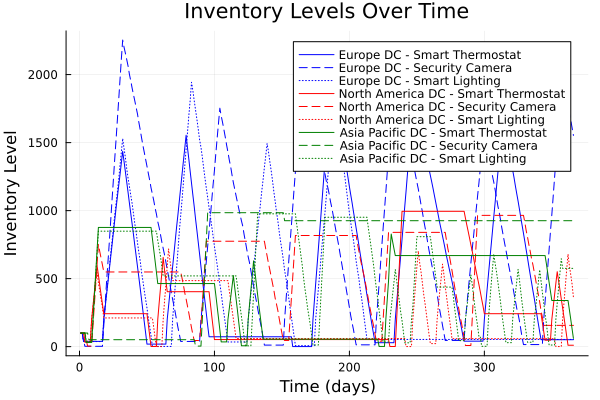 Inventory Levels Over Time
Inventory Level
2000
1500
1000
500
0
Europe DC - Smart Thermostat
Europe DC - Security Camera
Europe DC - Smart Lighting
North America DC - Smart Thermostat
North America DC - Security Camera
North America DC - Smart Lighting
Asia Pacific DC - Smart Thermostat
Asia Pacific DC - Security Camera
Asia Pacific DC - Smart Lighting
0 100 200 300
Time (days)